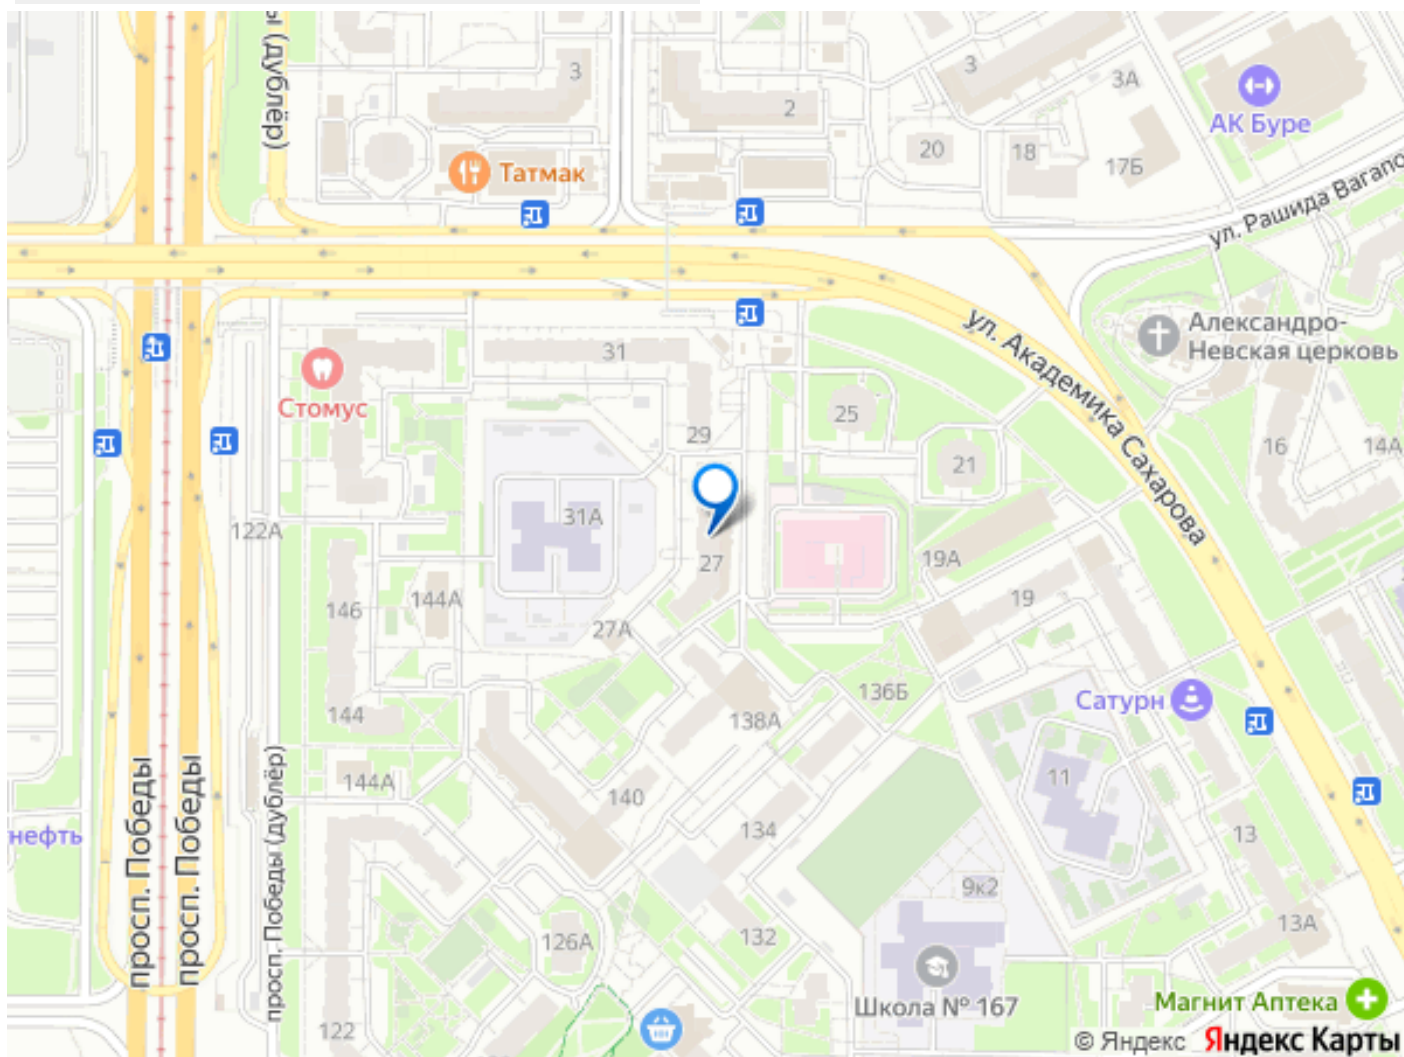 ы (дублёр)
3
2
3
3А
АК Буре
20
18
17Б
Татмак
ул. Рашида Вагапо
ул. Академика Сахарова
Александро-
Невская церковь
31
Стомус
29
25
21
16
14А
122А
31А
27
19А
146
144А
27А
19
136Б
144
138А
Сатурн
144А
140
134
11
13
нефть
просп. Победы
просп. Победы
просп. Победы (дублёр)
9к2
126А
132
13А
Школа № 167
122
Магнит Аптека
© Яндекс Яндекс Карты